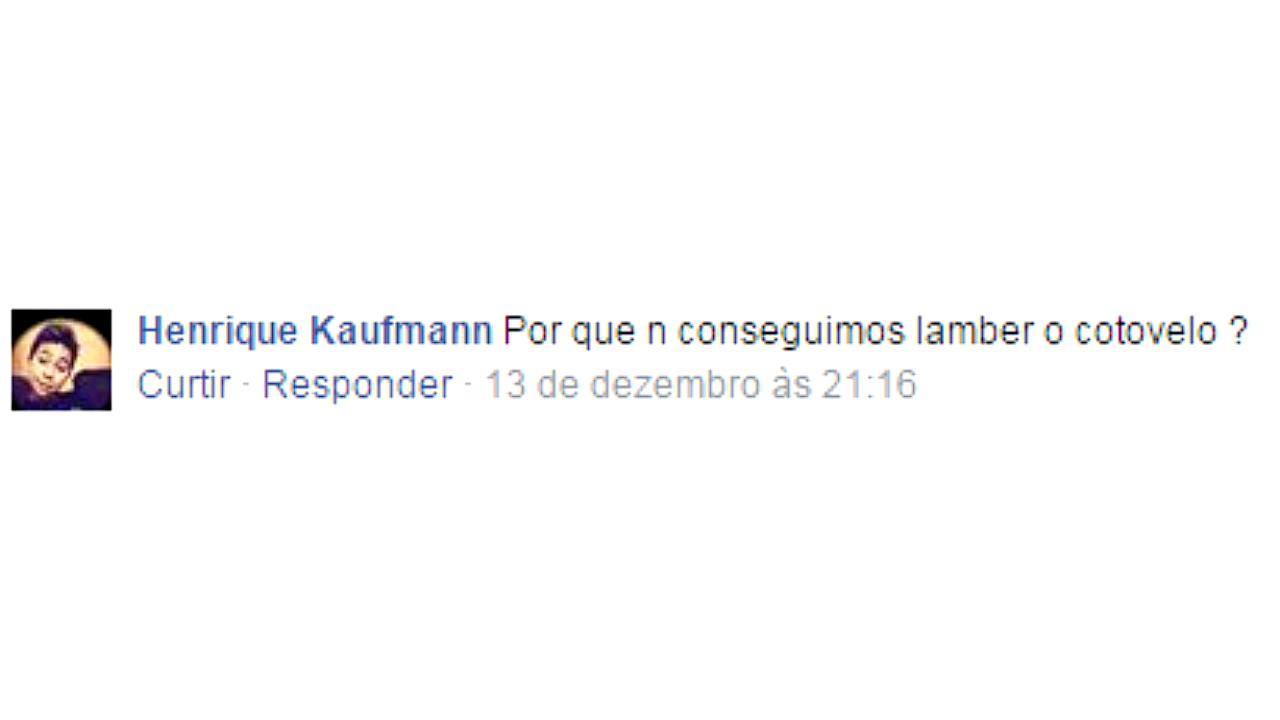 Henrique Kaufmann Por que n conseguimos lamber o cotovelo ?
Curtir · Responder · 13 de dezembro às 21:16